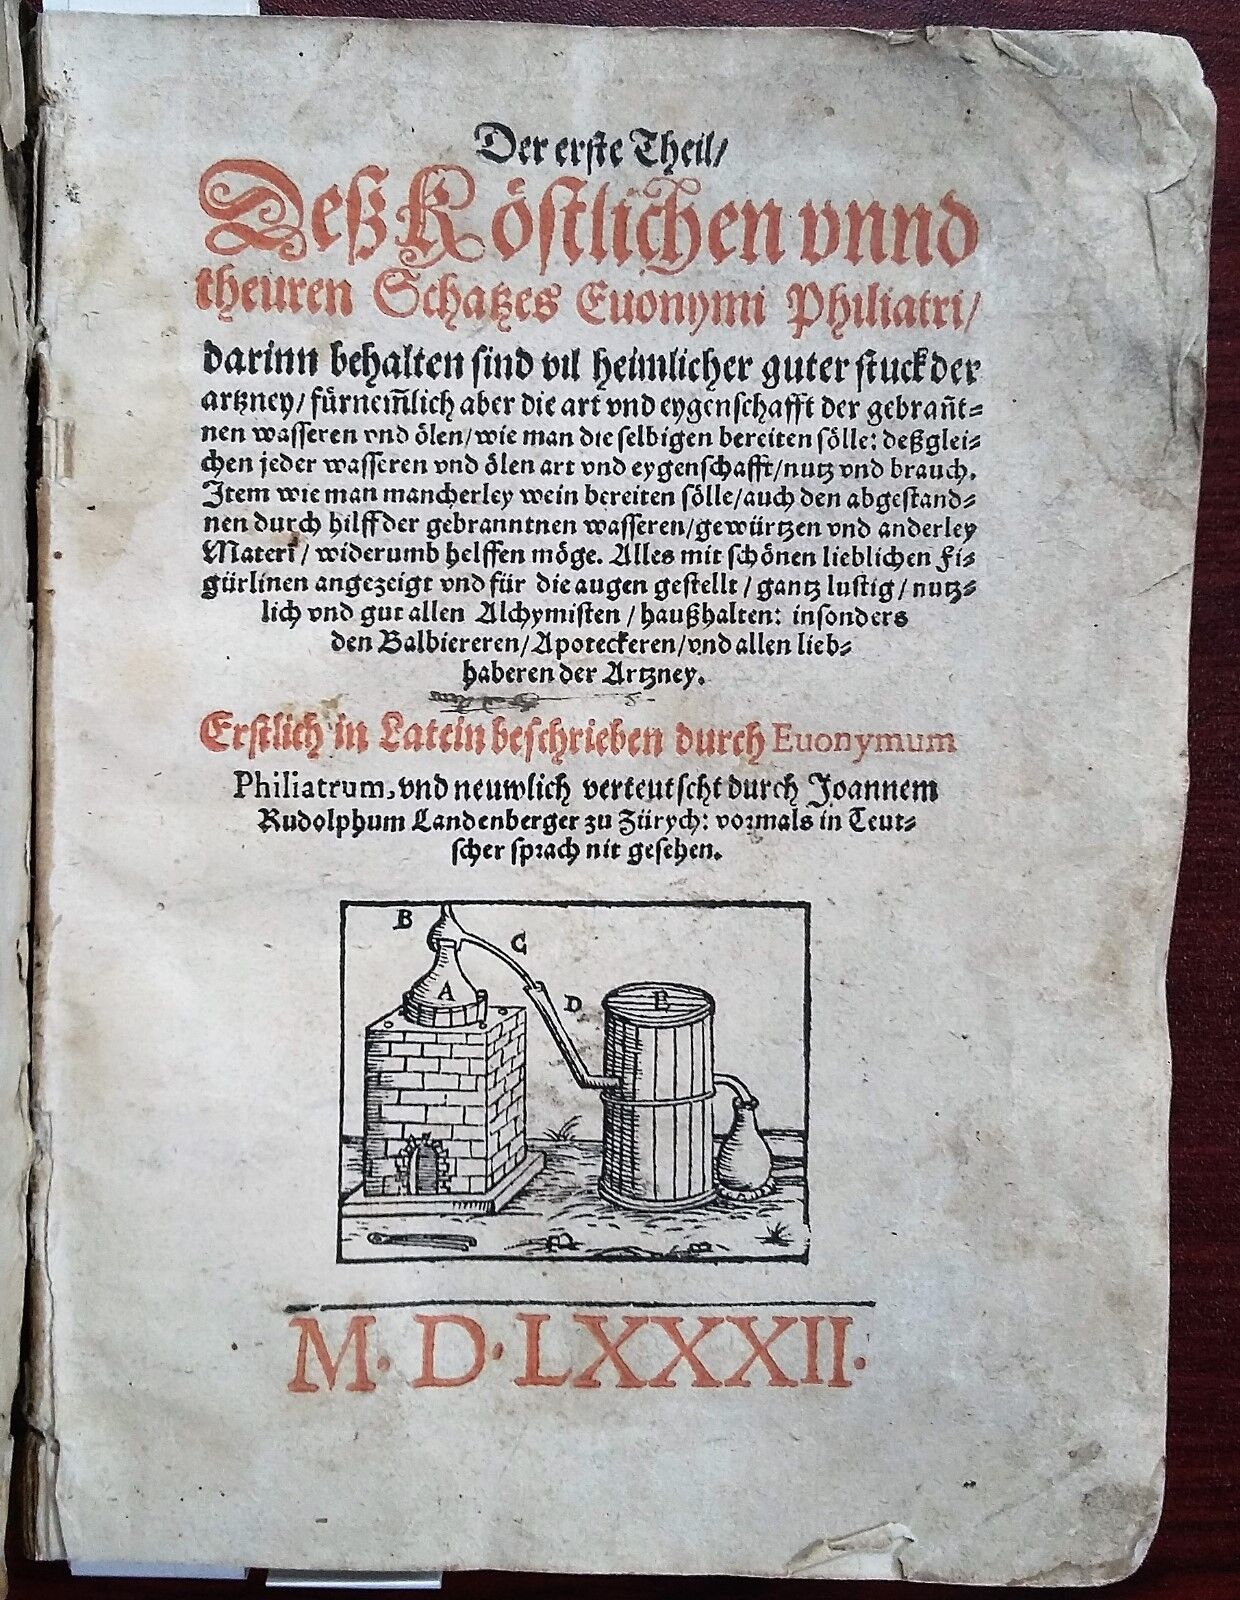 Der erste Theil/
Deß Köstlichen vnnd
theuren Schatzes Euonymi Philiatri/
darinn behalten sind vil heimlicher guter stuck der
artzney/ fürnem̃lich aber die art vnd eygenschafft der gebrañt⸗
nen wasseren vnd ölen/ wie man die selbigen bereiten sölle: deßglei⸗
chen jeder wasseren vnd ölen art vnd eygenschafft/ nutz vnd brauch.
Item wie man mancherley wein bereiten sölle/ auch den abgestand⸗
nen durch hilff der gebranntnen wasseren/ gewürtzen vnd anderley
Materi/ widerumb helffen möge. Alles mit schönen lieblichen Fi⸗
gürlinen angezeigt vnd für die augen gestellt/ gantz lustig/ nutz⸗
lich vnd gut allen Alchymisten/ haußhalten: insonders
den Balbiereren/ Apoteckeren/ vnd allen lieb⸗
haberen der Artzney.
Erstlich in Latein beschrieben durch Euonymum
Philiatrum, vnd neuwlich verteutscht durch Joannem
Rudolphum Landenberger zu Zürych: vormals in Teut⸗
scher sprach nit gesehen.
B
C
A
D
E
M. D. LXXXII.